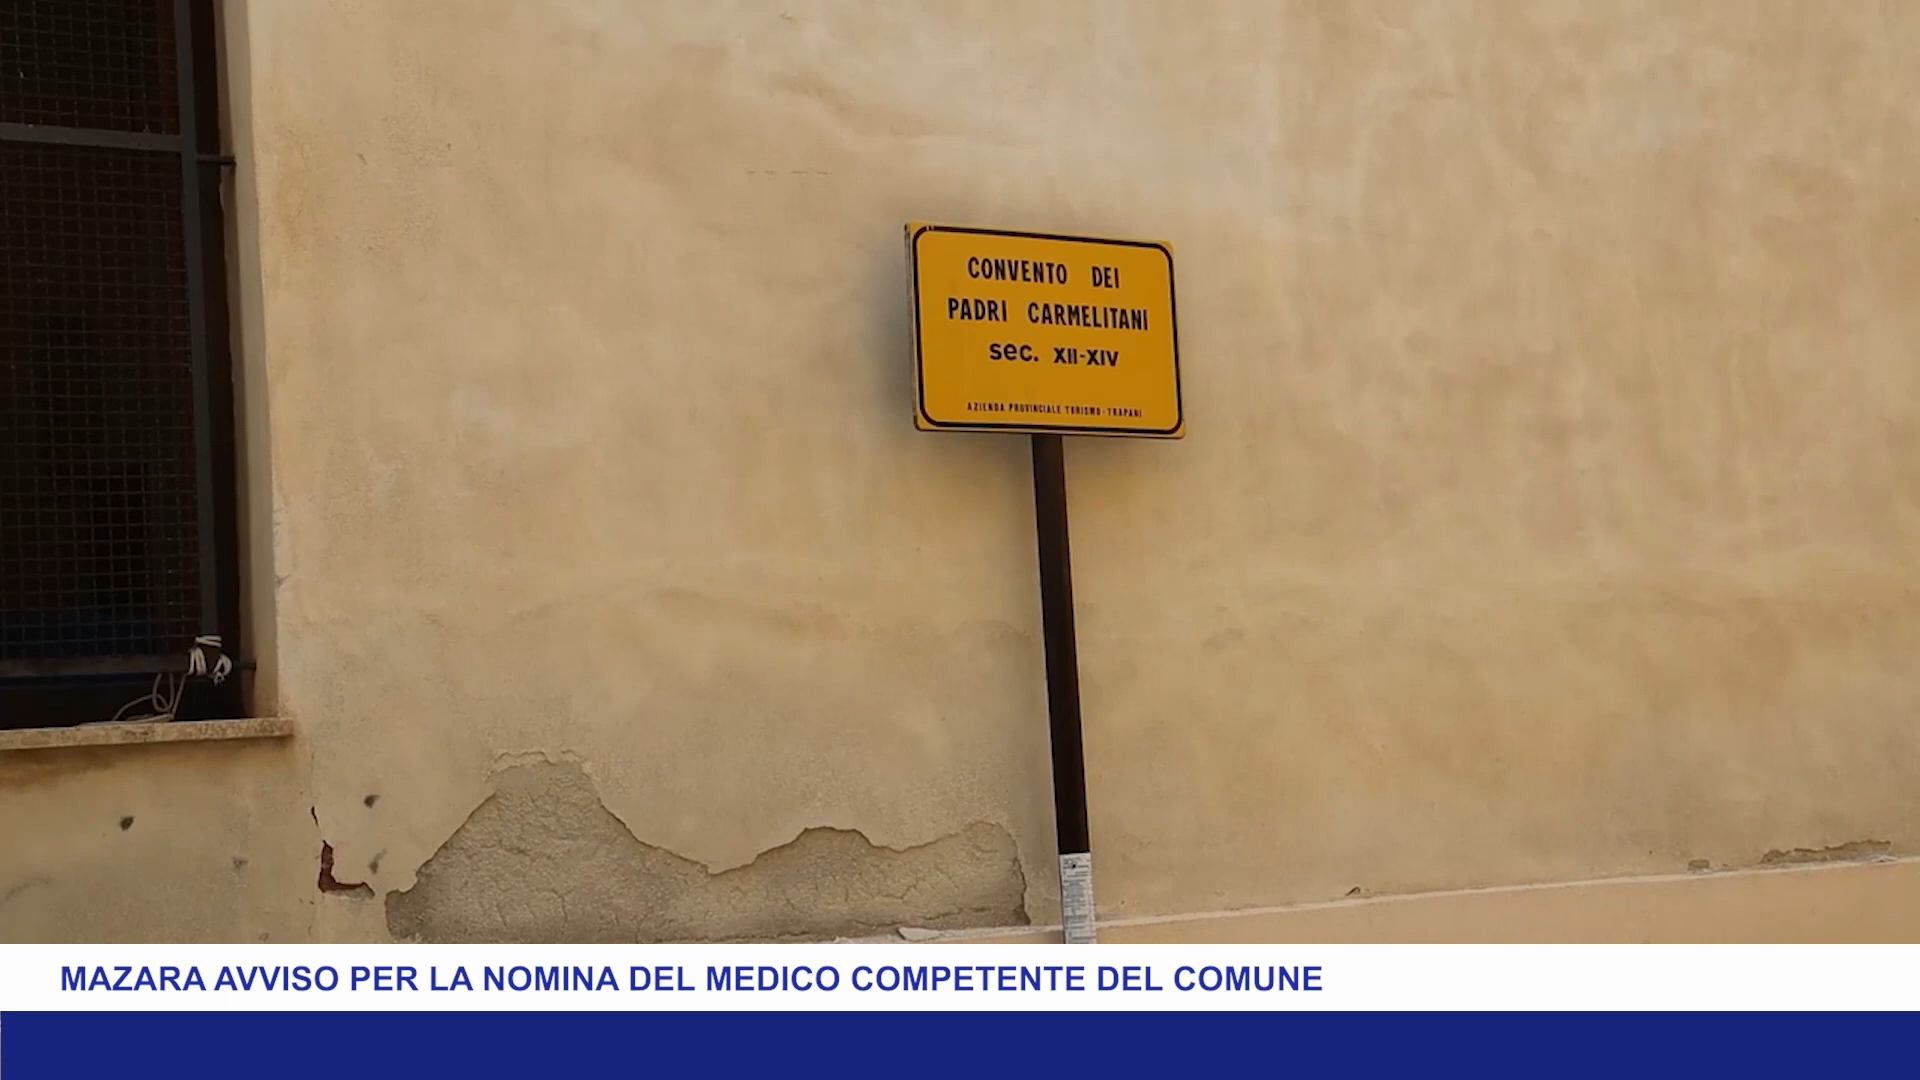 CONVENTO DEI
PADRI CARMELITANI
sec. XII-XIV
AZIENDA PROVINCIALE TURISMO - TRAPANI
MAZARA AVVISO PER LA NOMINA DEL MEDICO COMPETENTE DEL COMUNE